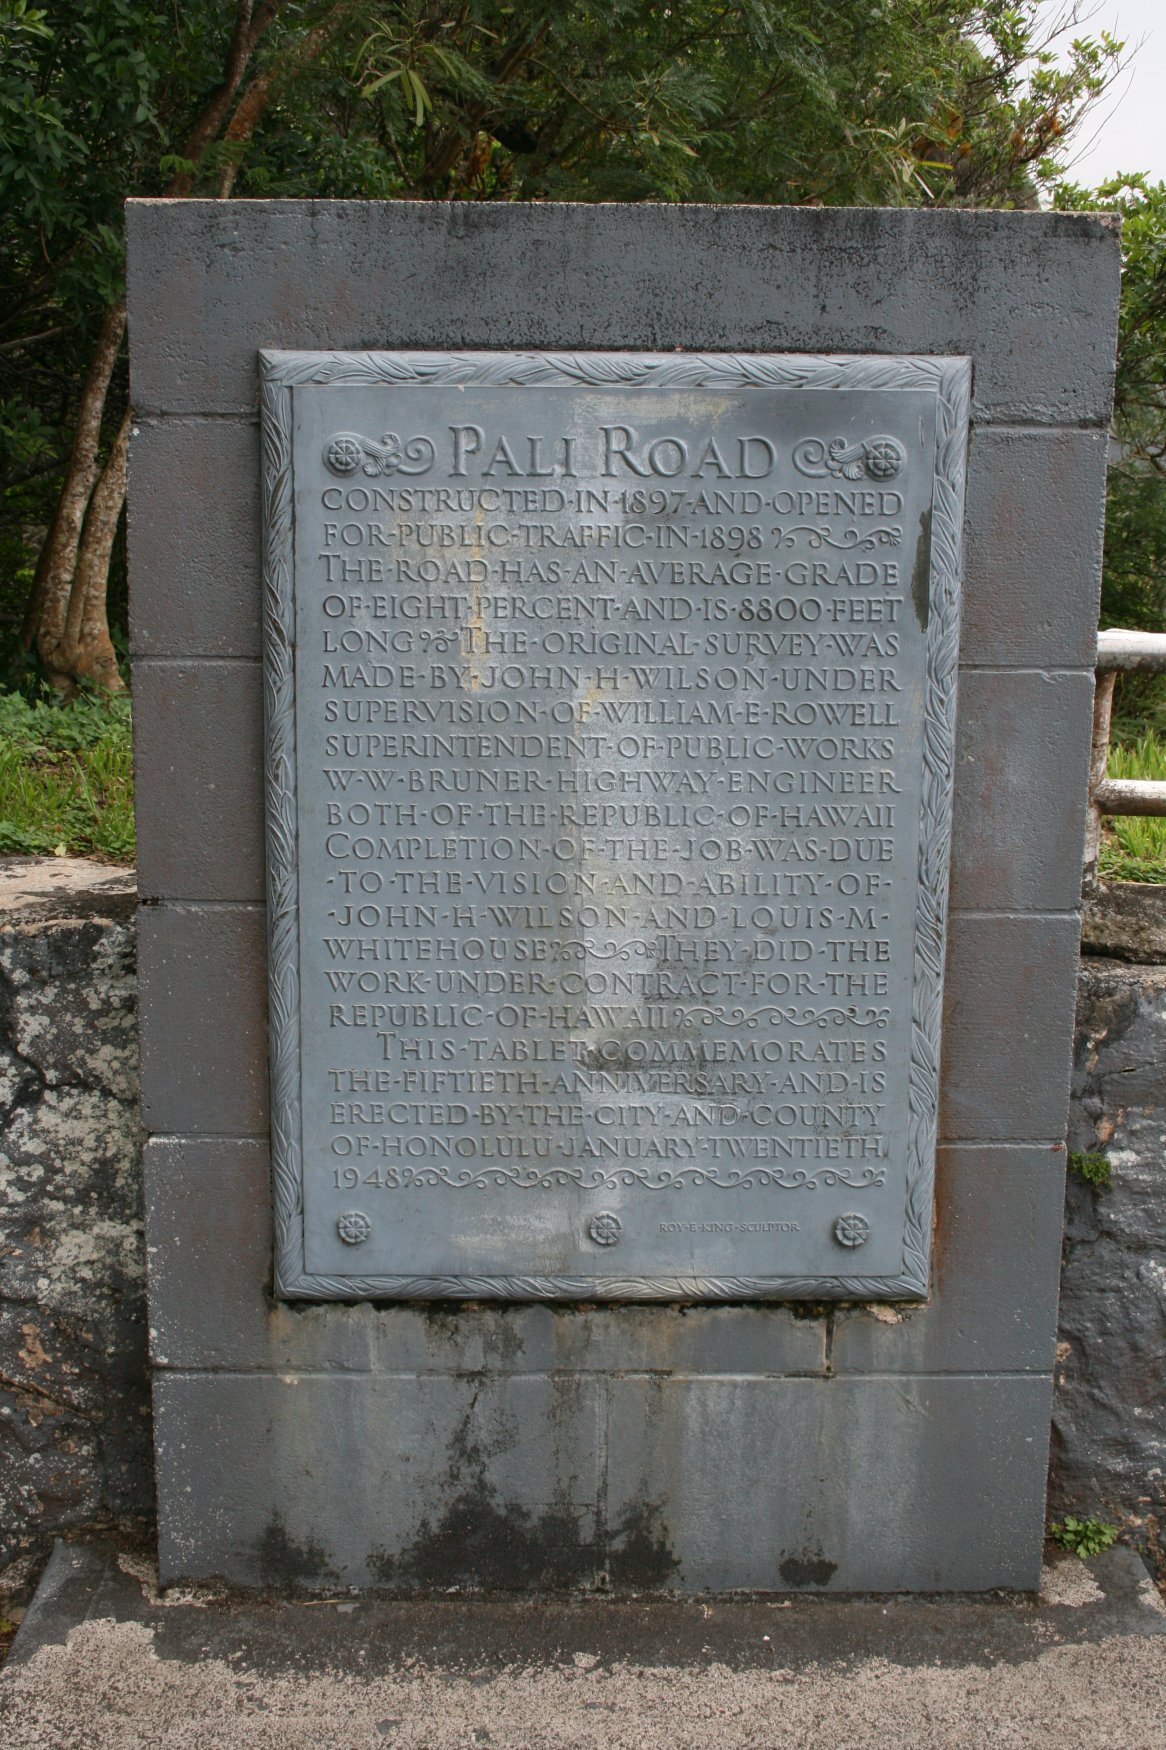 PALI ROAD
CONSTRUCTED·IN·1897·AND·OPENED
FOR·PUBLIC·TRAFFIC·IN·1898
THE·ROAD·HAS·AN·AVERAGE·GRADE
OF·EIGHT·PERCENT·AND·IS·8800·FEET
LONG THE·ORIGINAL·SURVEY·WAS
MADE·BY·JOHN·H·WILSON·UNDER
SUPERVISION·OF·WILLIAM·E·ROWELL
SUPERINTENDENT·OF·PUBLIC·WORKS
W·W·BRUNER·HIGHWAY·ENGINEER
BOTH·OF·THE·REPUBLIC·OF·HAWAII
COMPLETION·OF·THE·JOB·WAS·DUE
·TO·THE·VISION·AND·ABILITY·OF·
·JOHN·H·WILSON·AND·LOUIS·M·
WHITEHOUSE THEY·DID·THE
WORK·UNDER·CONTRACT·FOR·THE
REPUBLIC·OF·HAWAII
THIS·TABLET·COMMEMORATES
THE·FIFTIETH·ANNIVERSARY·AND·IS
ERECTED·BY·THE·CITY·AND·COUNTY
OF·HONOLULU·JANUARY·TWENTIETH,
1948
ROY·E·KING·SCULPTOR